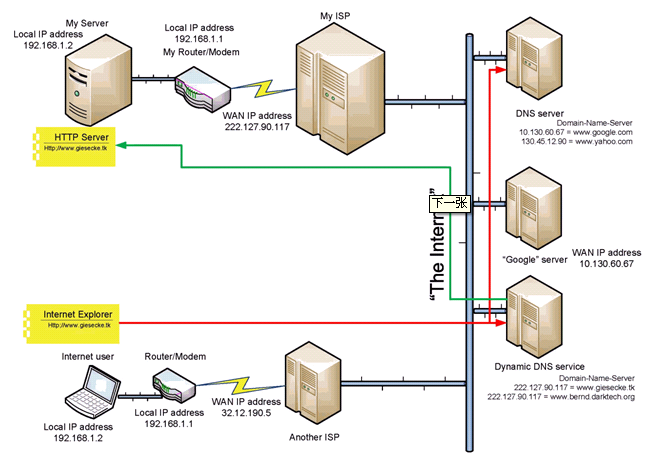 My Server
Local IP address
192.168.1.2
Local IP address
192.168.1.1
My Router/Modem
My ISP
WAN IP address
222.127.90.117
HTTP Server
Http://www.giesecke.tk
DNS server
Domain-Name-Server
10.130.60.67 = www.google.com
130.45.12.90 = www.yahoo.com
下一张
"The Intern
"Google" server
WAN IP address
10.130.60.67
Internet Explorer
Http://www.giesecke.tk
Dynamic DNS service
Domain-Name-Server
222.127.90.117 = www.giesecke.tk
222.127.90.117 = www.bernd.darktech.org
Internet user
Router/Modem
Local IP address
192.168.1.2
Local IP address
192.168.1.1
WAN IP address
32.12.190.5
Another ISP